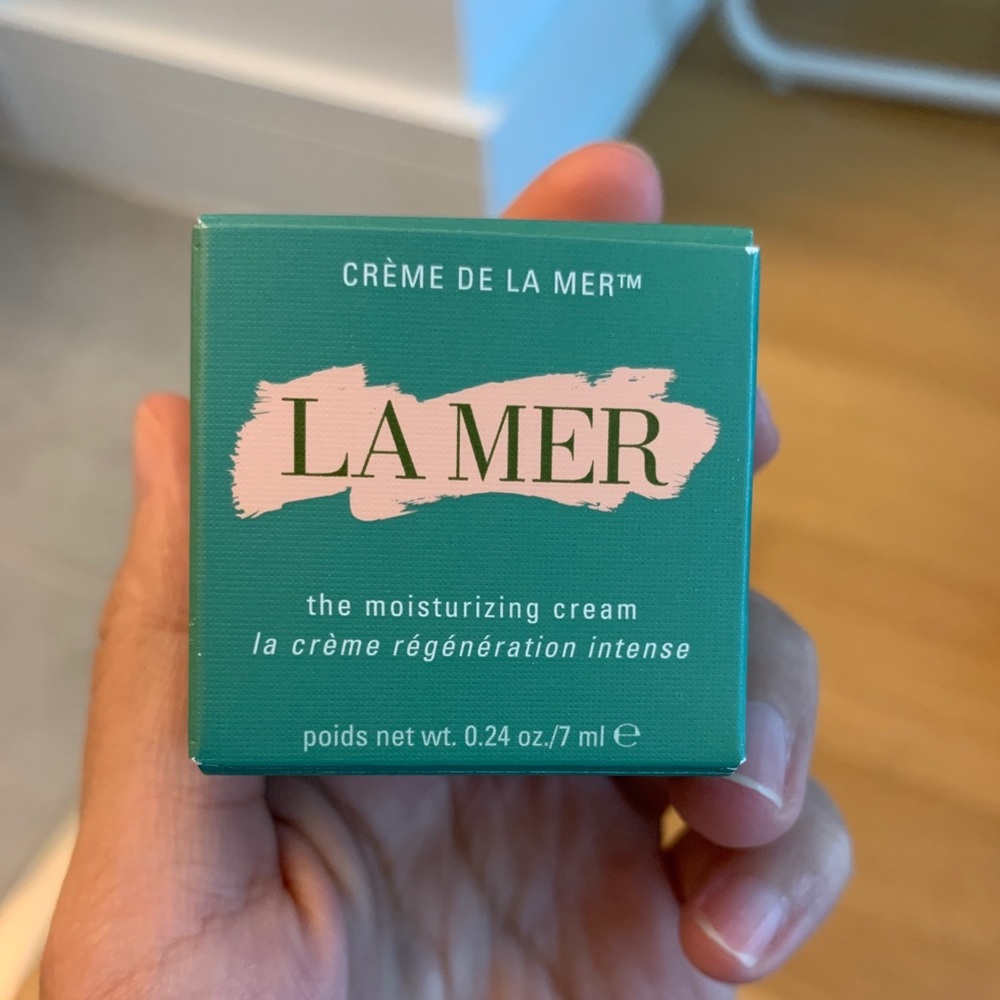 CRÈME DE LA MER™
LA MER
the moisturizing cream
la crème régénération intense
poids net wt. 0.24 oz./7 ml ℮